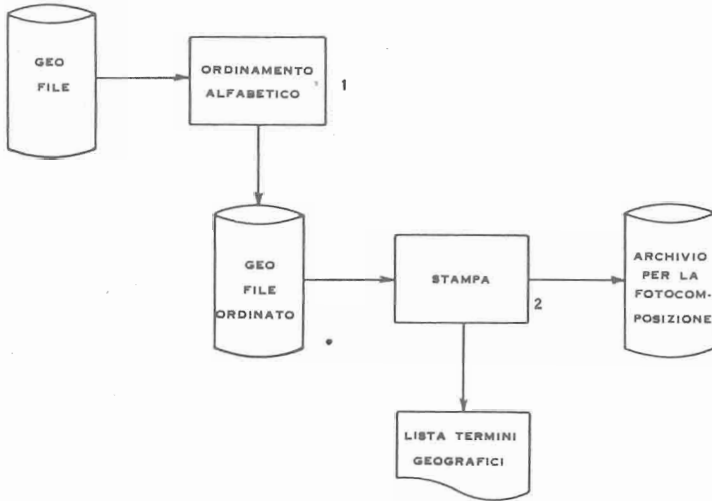 GEO
FILE
ORDINAMENTO
ALFABETICO
1
GEO
FILE
ORDINATO
STAMPA
2
ARCHIVIO
PER LA
FOTOCOM-
POSIZIONE
LISTA TERMINI
GEOGRAFICI